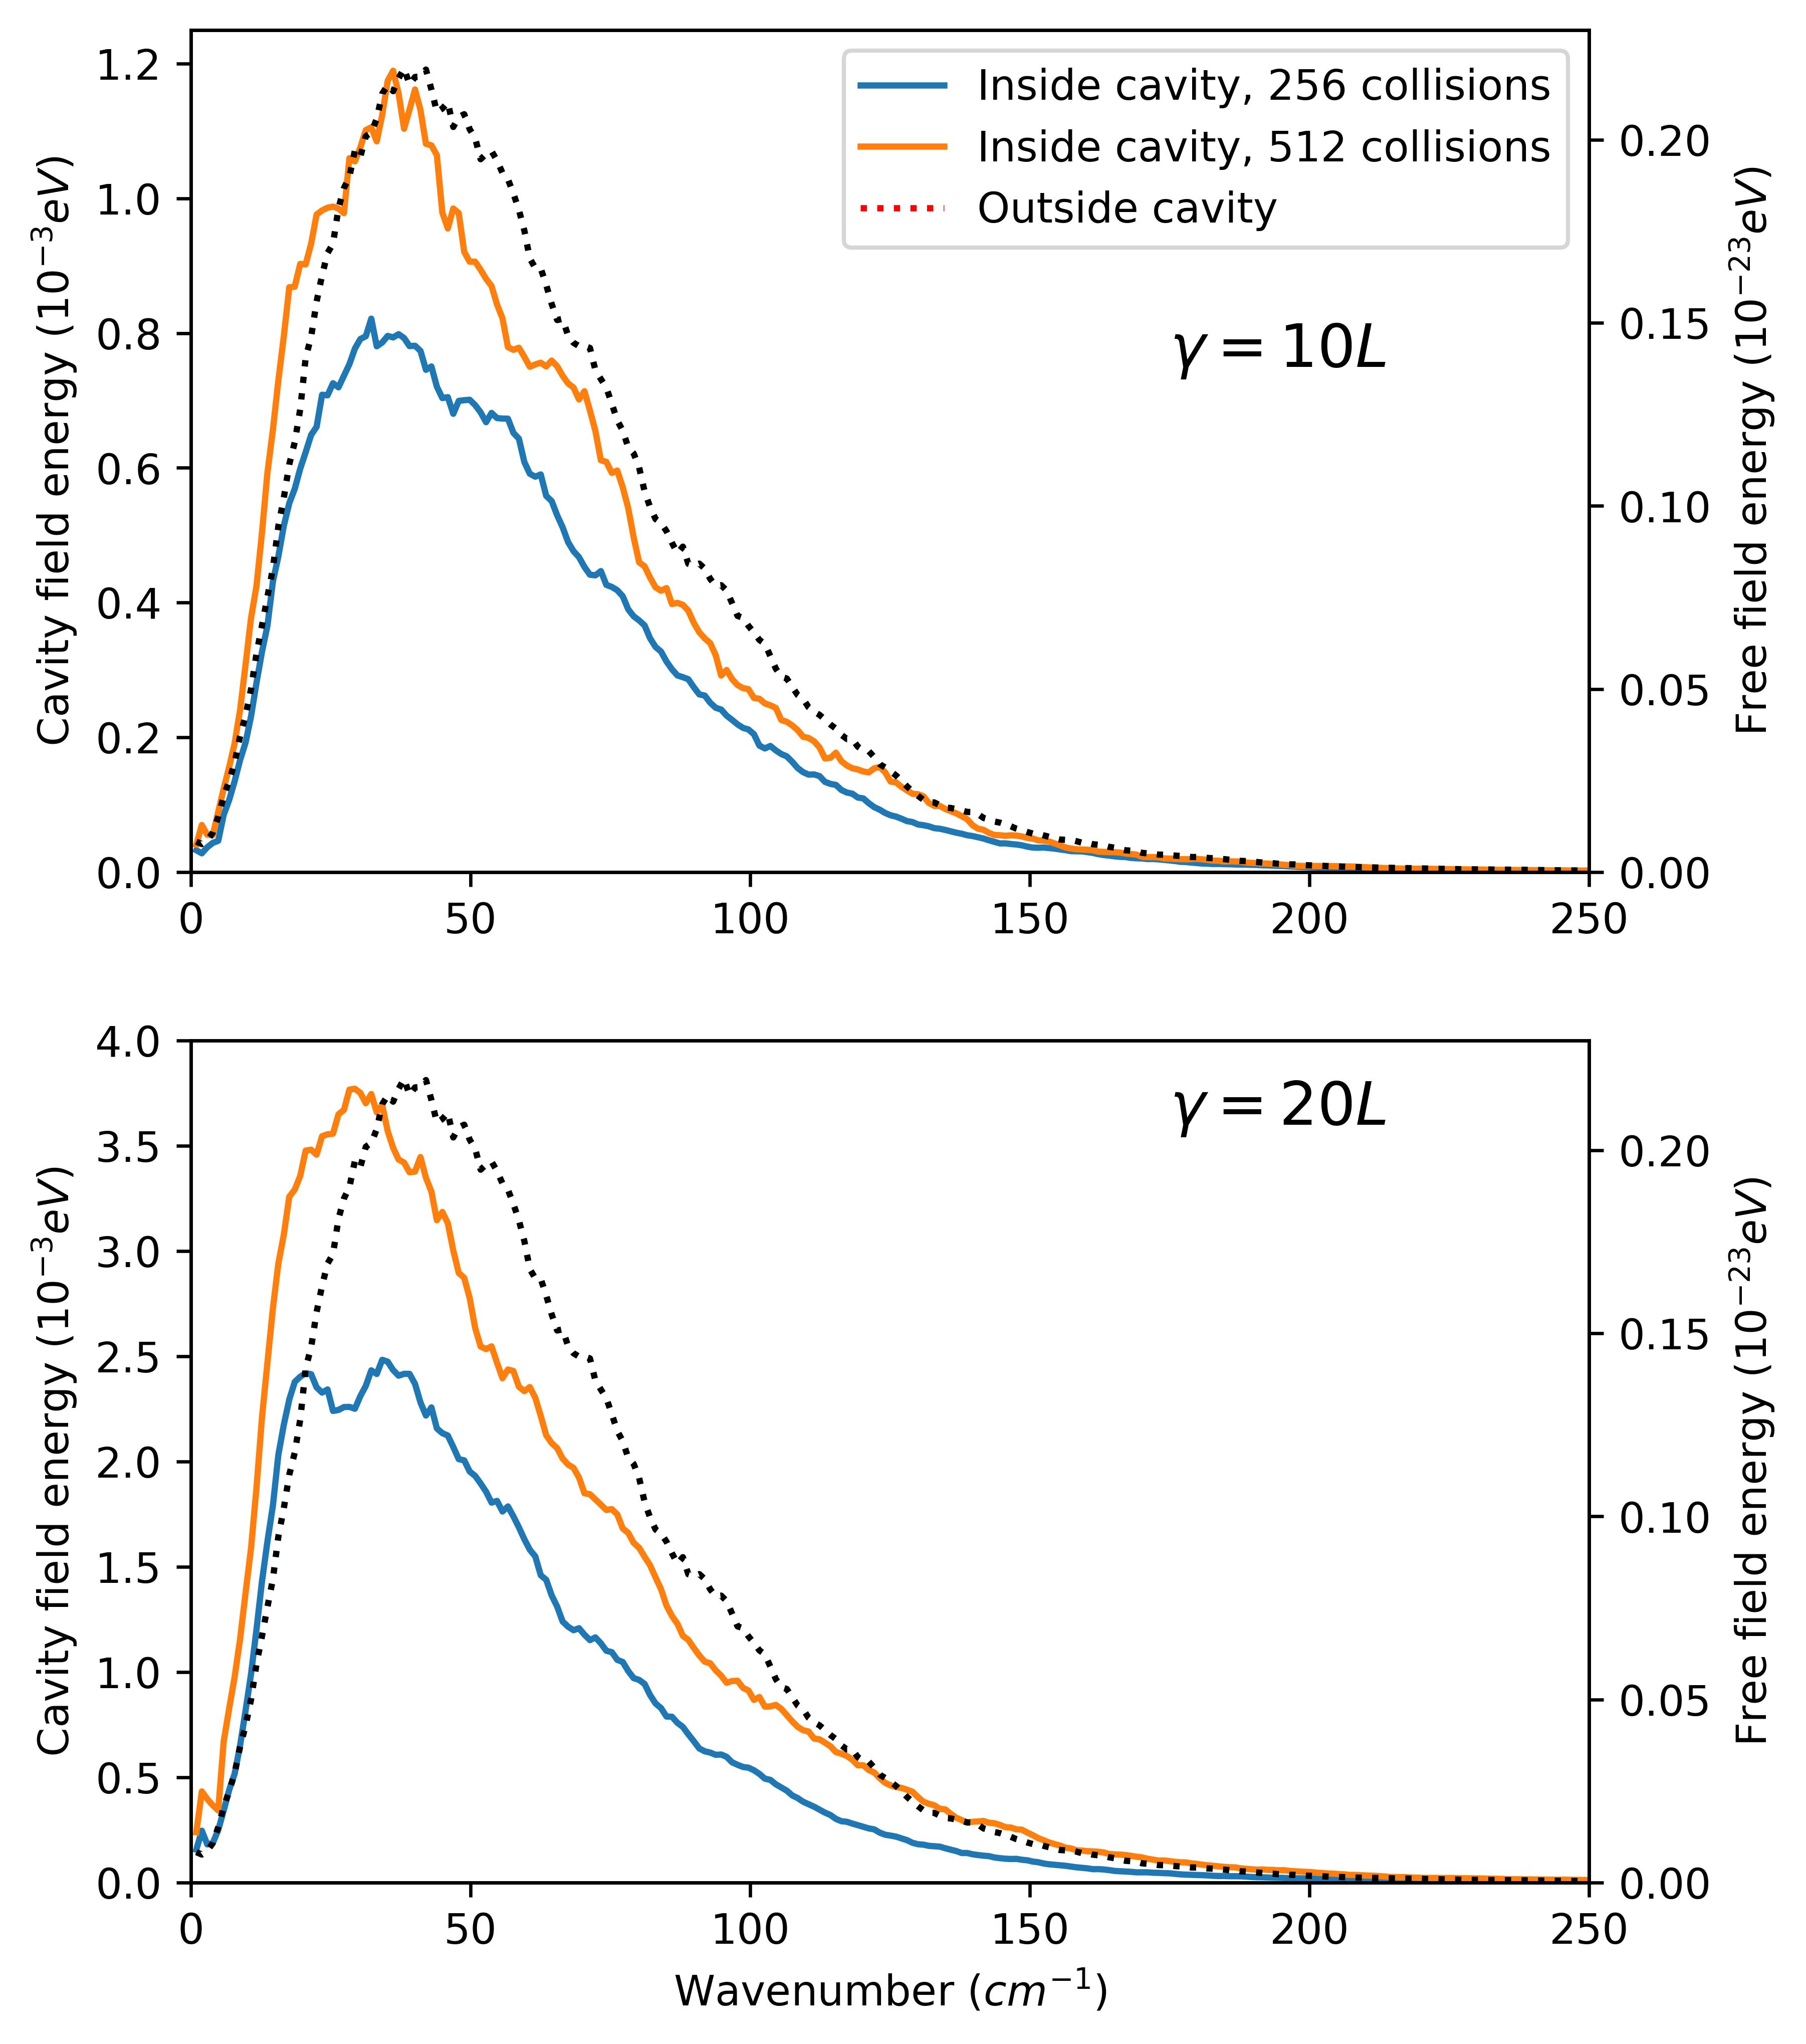 Inside cavity, 256 collisions
Inside cavity, 512 collisions
Outside cavity
γ = 10L
Cavity field energy (10⁻³eV)
1.2
1.0
0.8
0.6
0.4
0.2
0.0
Free field energy (10⁻²³eV)
0.20
0.15
0.10
0.05
0.00
0 50 100 150 200 250
γ = 20L
Cavity field energy (10⁻³eV)
4.0
3.5
3.0
2.5
2.0
1.5
1.0
0.5
0.0
Free field energy (10⁻²³eV)
0.20
0.15
0.10
0.05
0.00
0 50 100 150 200 250
Wavenumber (cm⁻¹)